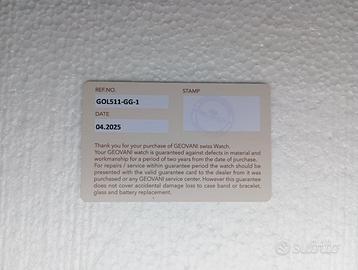 REF.NO.
STAMP
GOL511-GG-1
DATE
04.2025
Thank you for your purchase of GEOVANI swiss Watch.
Your GEOVANI watch is guaranteed against defects in material and
workmanship for a period of two years from the date of purchase.
For repairs / service within guarantee period the watch should be
presented with the valid guarantee card to the dealer from it was
purchased or any GEOVANI service center. However this guarantee
does not cover accidental damage loss to case band or bracelet,
glass and battery replacement.
subito